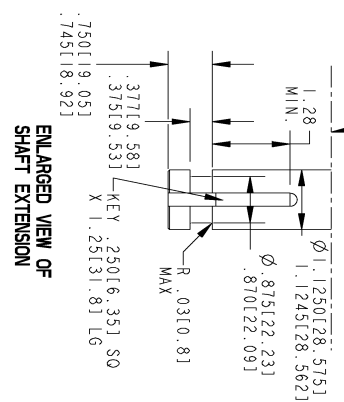 .750[19.05]
.745[18.92]
.377[9.58]
.375[9.53]
1.28
MIN.
KEY .250[6.35] SQ
X 1.25[31.8] LG
R .03[0.8]
MAX
Ø.875[22.23]
.870[22.09]
Ø1.1250[28.575]
1.1245[28.562]
ENLARGED VIEW OF
SHAFT EXTENSION